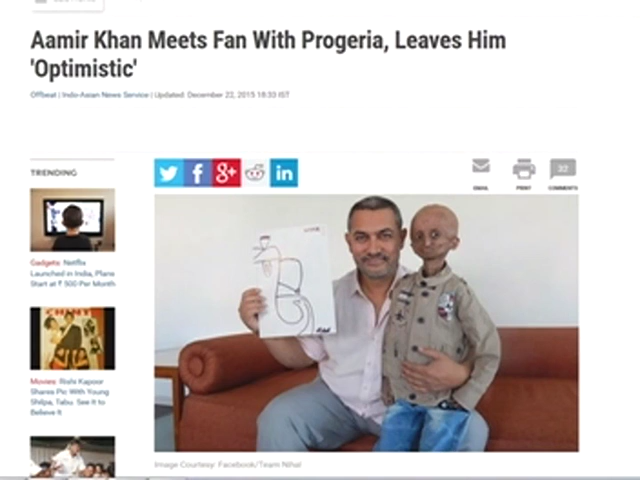 Aamir Khan Meets Fan With Progeria, Leaves Him
'Optimistic'
Offbeat | Indo-Asian News Service | Updated: December 22, 2015 18:33 IST
TRENDING
f g+ in
EMAIL PRINT 32 COMMENTS
Gadgets: Netflix
Launched in India, Plans
Start at ₹ 500 Per Month
Movies: Rishi Kapoor
Shares Pic With Young
Shilpa, Tabu. See It to
Believe It
Image Courtesy: Facebook/Team Nihal